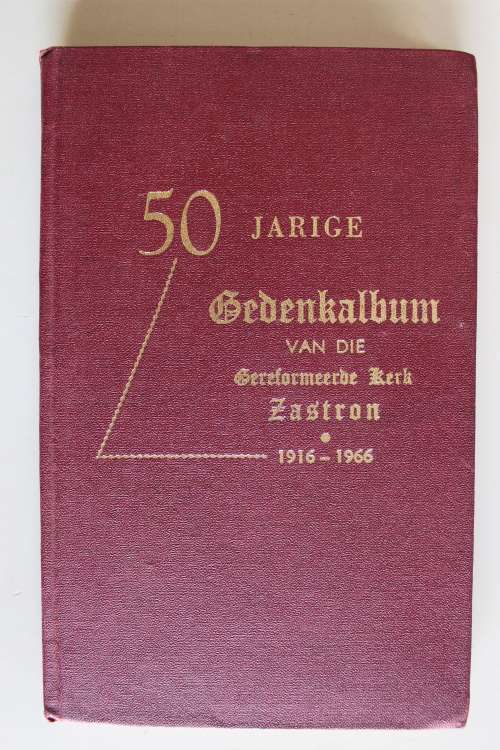 50 JARIGE
Gedenkalbum
VAN DIE
Gereformeerde Kerk
Zastron
1916 - 1966